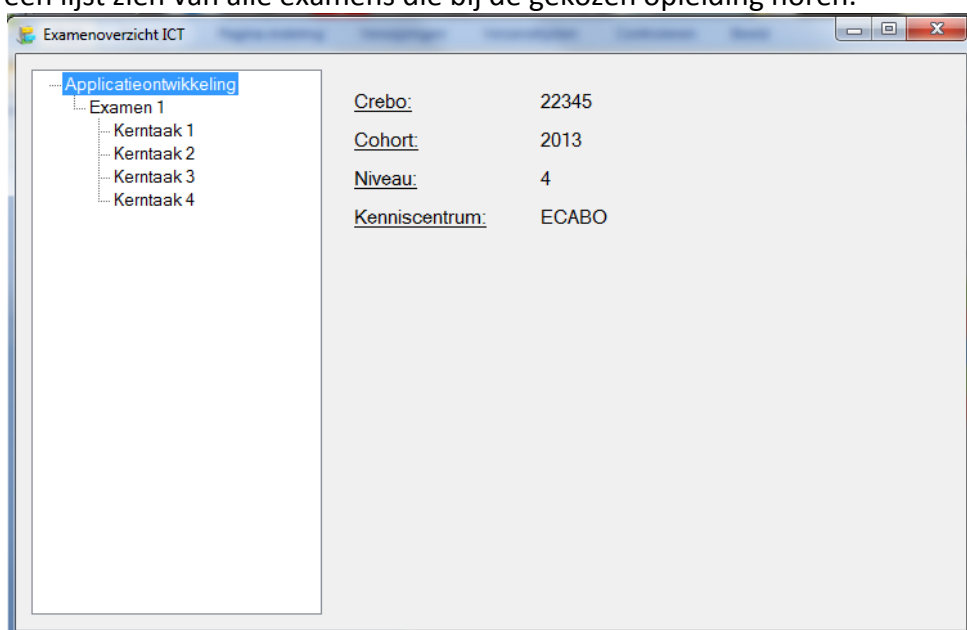 een lijst zien van alle examens die bij de gekozen opleiding horen.
Examenoverzicht ICT
Applicatieontwikkeling
Examen 1
Kerntaak 1
Kerntaak 2
Kerntaak 3
Kerntaak 4
Crebo: 22345
Cohort: 2013
Niveau: 4
Kenniscentrum: ECABO